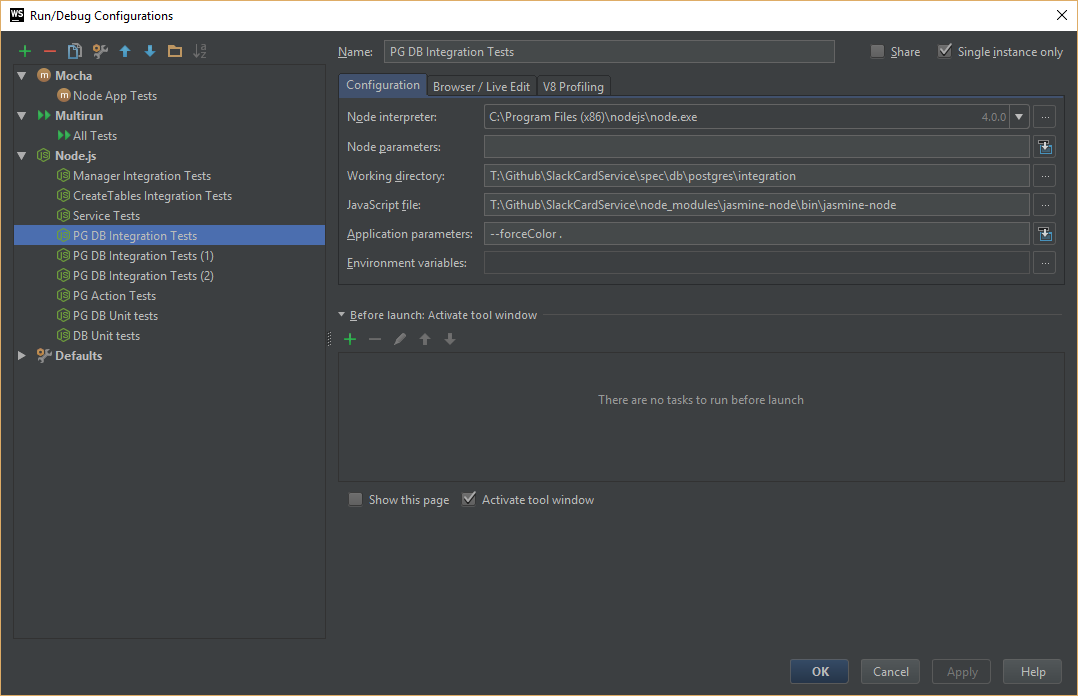 WS Run/Debug Configurations
Name: PG DB Integration Tests Share Single instance only
m Mocha
m Node App Tests
Multirun
All Tests
Node.js
Manager Integration Tests
CreateTables Integration Tests
Service Tests
PG DB Integration Tests
PG DB Integration Tests (1)
PG DB Integration Tests (2)
PG Action Tests
PG DB Unit tests
DB Unit tests
Defaults
Configuration Browser / Live Edit V8 Profiling
Node interpreter: C:\Program Files (x86)\nodejs\node.exe 4.0.0 ...
Node parameters:
Working directory: T:\Github\SlackCardService\spec\db\postgres\integration ...
JavaScript file: T:\Github\SlackCardService\node_modules\jasmine-node\bin\jasmine-node ...
Application parameters: --forceColor .
Environment variables: ...
Before launch: Activate tool window
There are no tasks to run before launch
Show this page Activate tool window
OK Cancel Apply Help